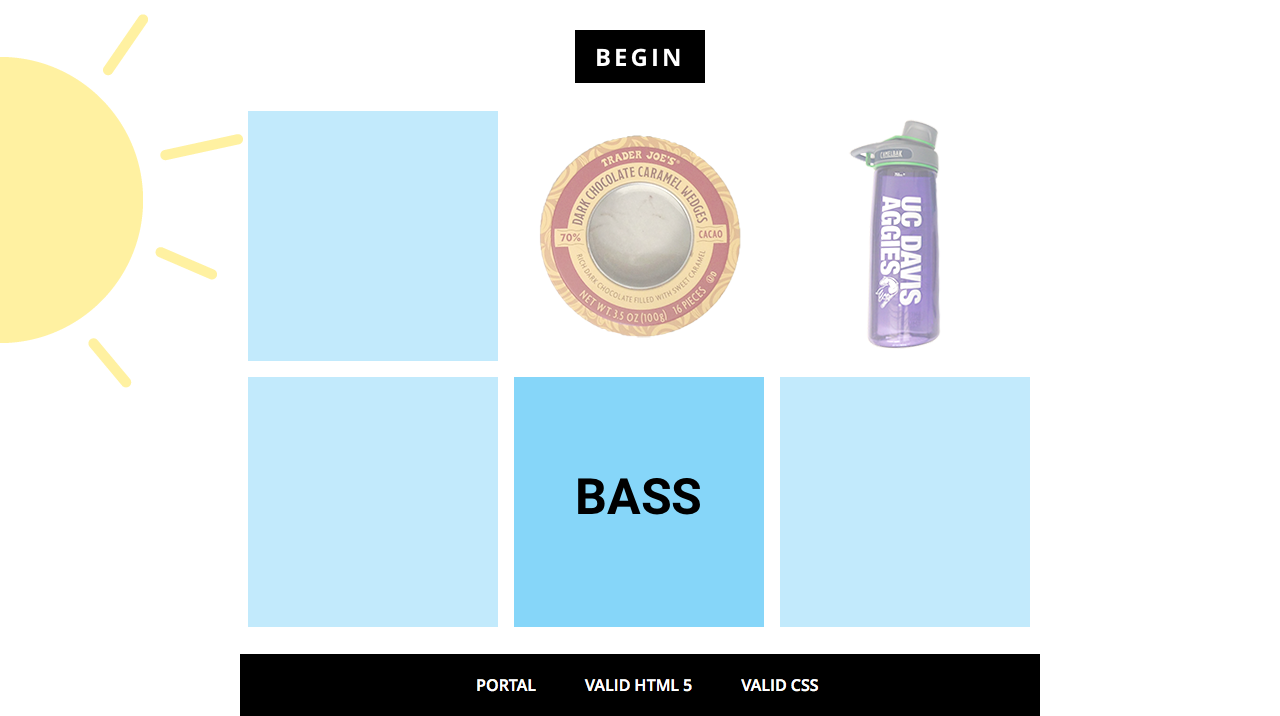 BEGIN
TRADER JOE'S
DARK CHOCOLATE CARAMEL WEDGES
70%
CACAO
RICH DARK CHOCOLATE FILLED WITH SWEET CARAMEL
NET WT. 3.5 OZ (100g) 16 PIECES
CAMELBAK
UC DAVIS
AGGIES
BASS
PORTAL VALID HTML 5 VALID CSS